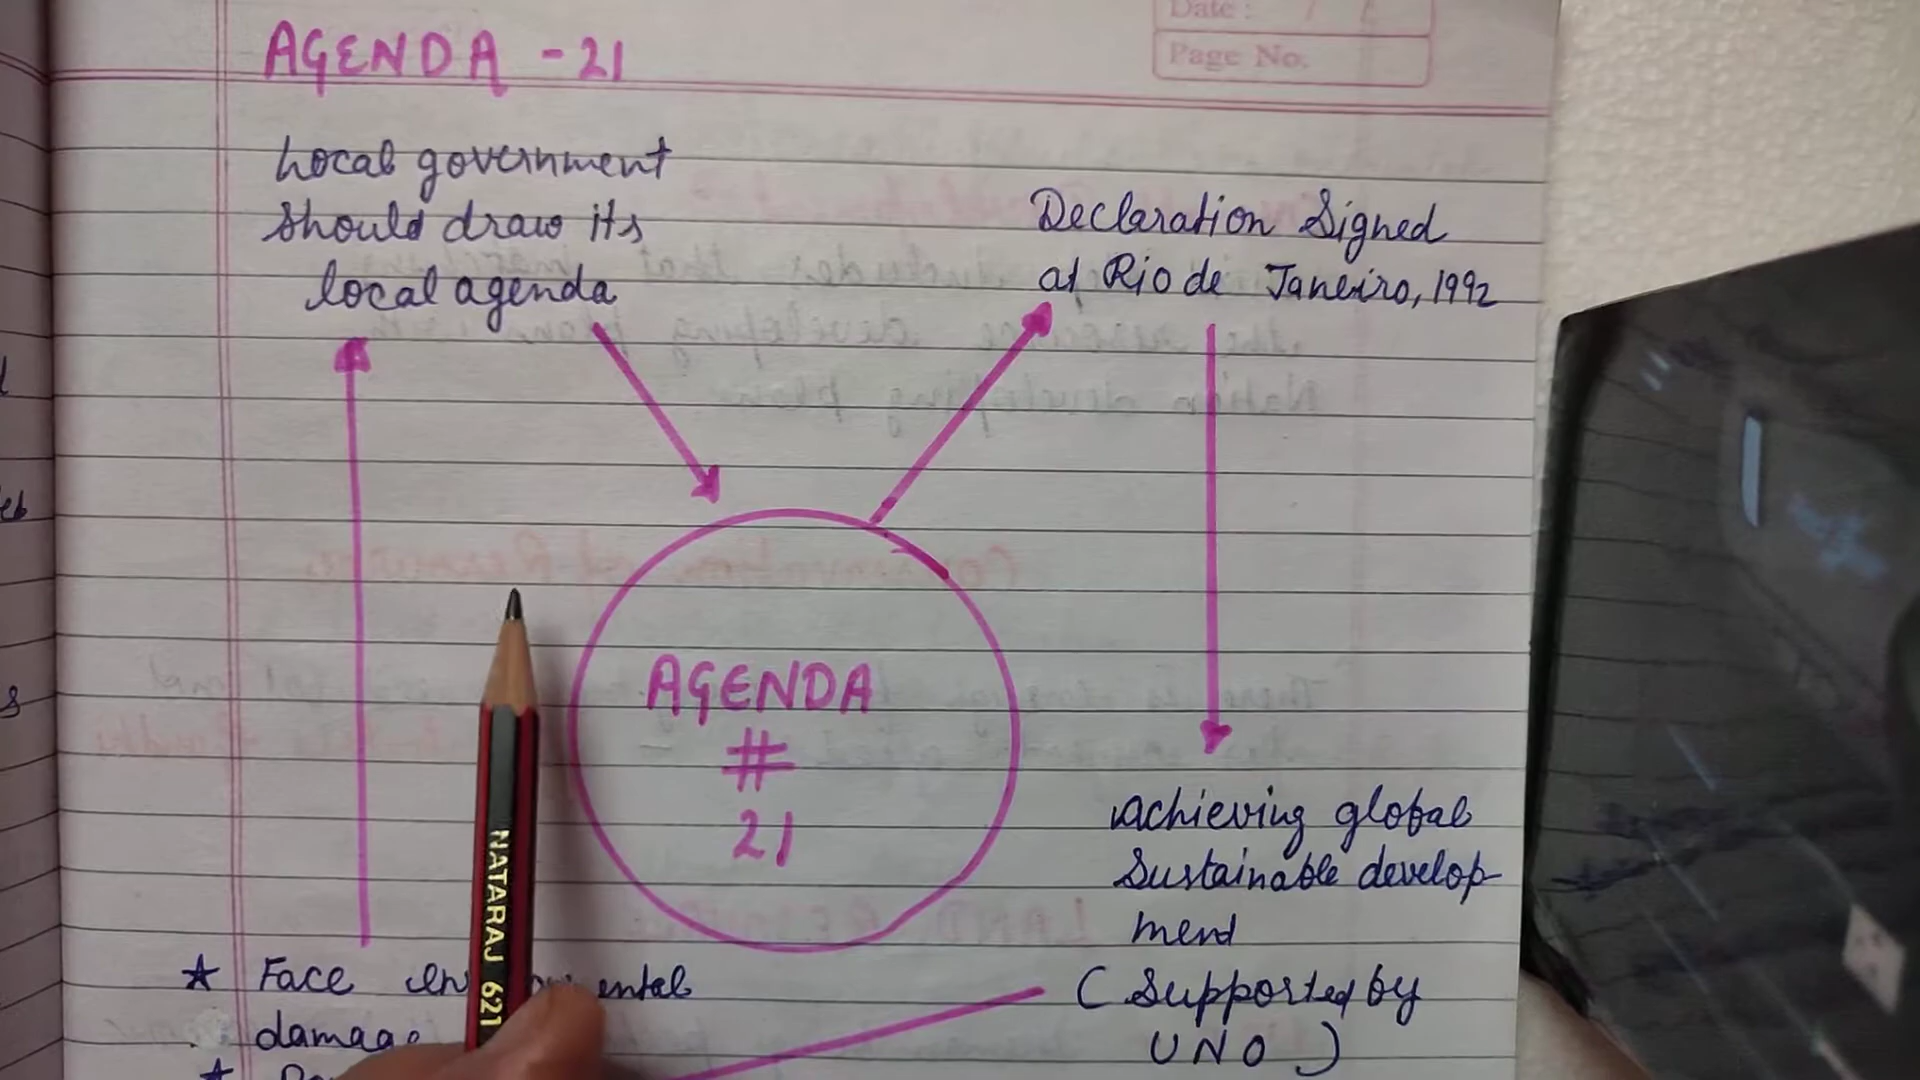 Date : / /
Page No.
AGENDA - 21
Local government
should draw its
local agenda
Declaration Signed
at Rio de Janeiro, 1992
AGENDA
#
21
achieving global
Sustainable develop-
ment
(Supported by
UNO)
★ Face
damage
★
NATARAJ 621